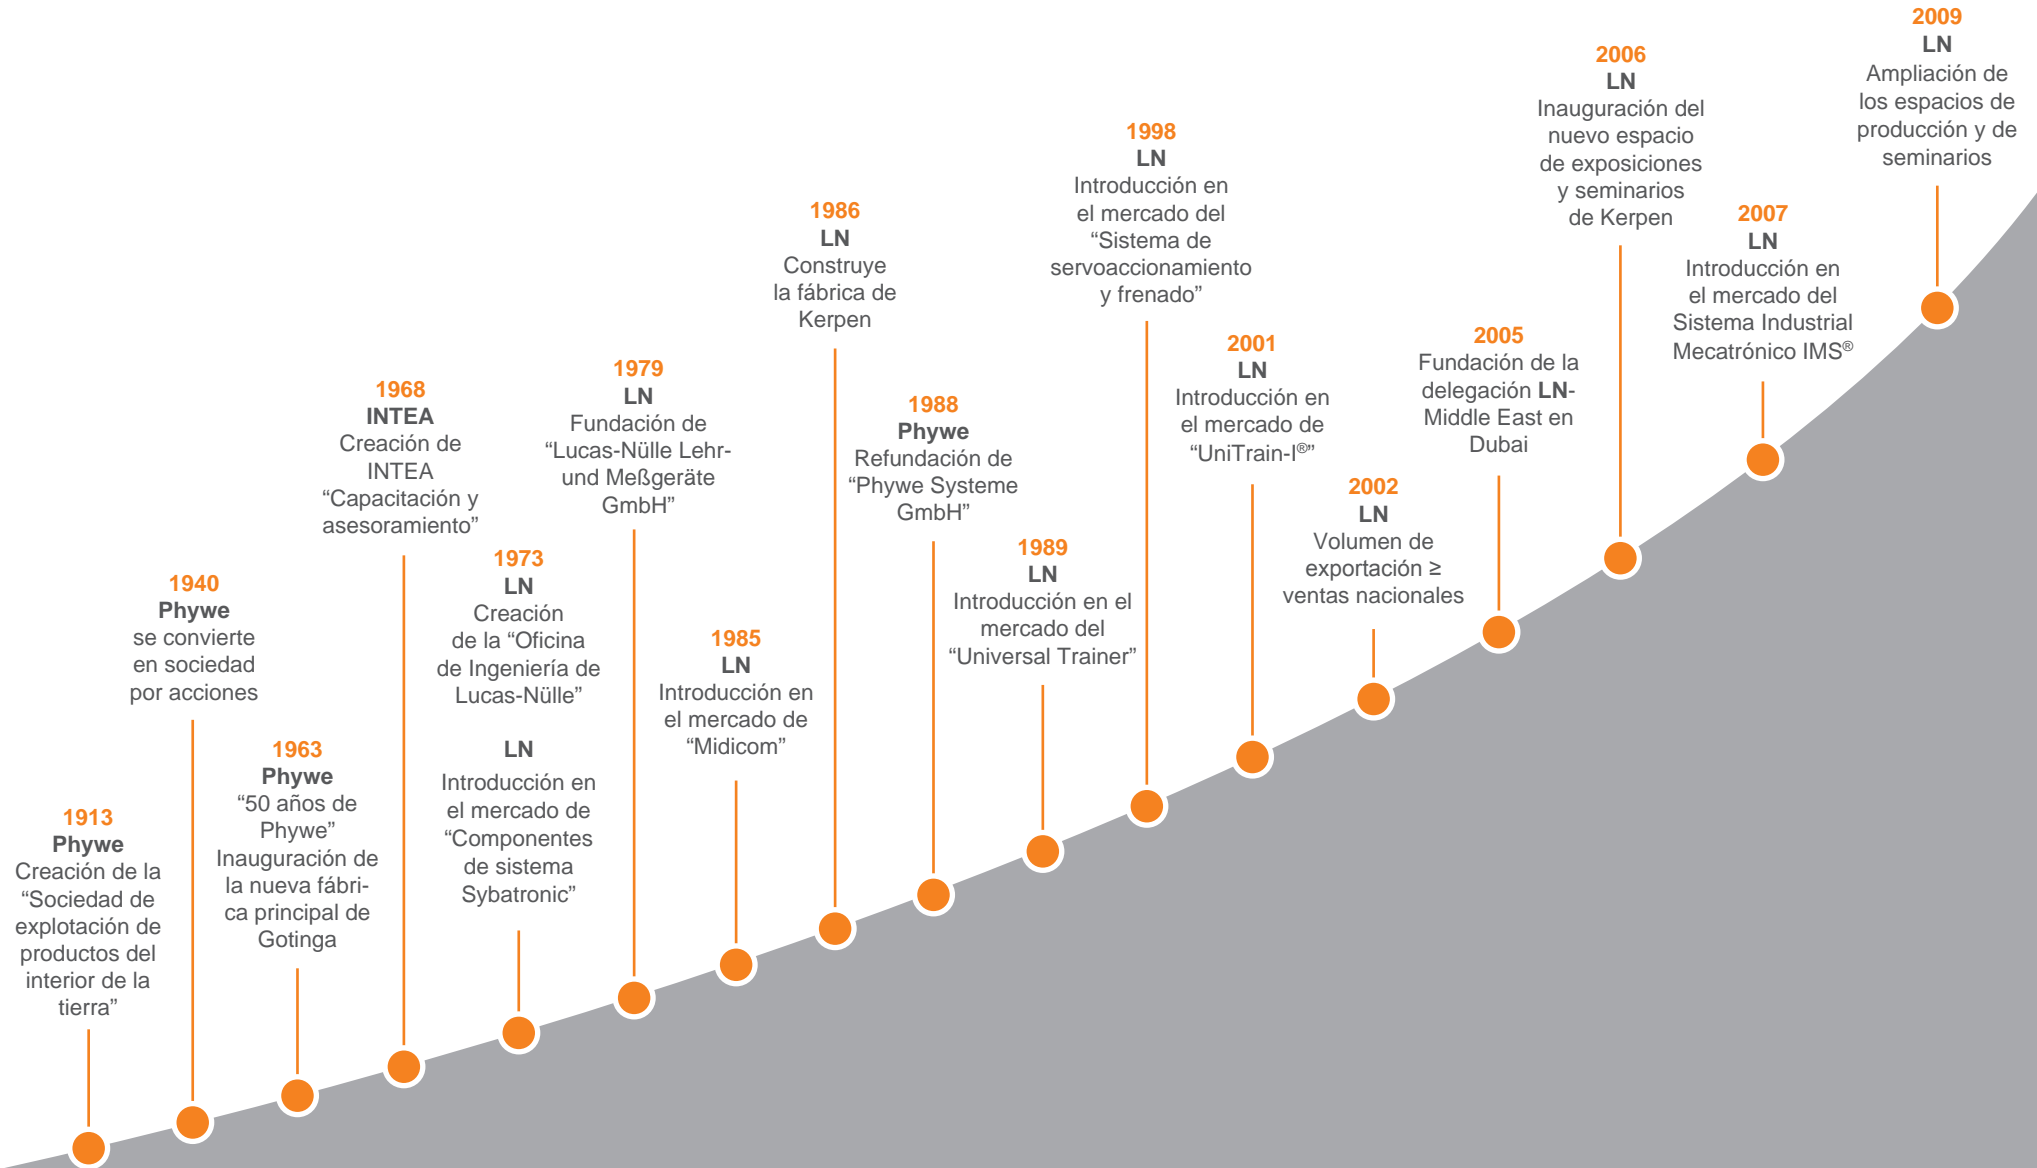 1913
Phywe
Creación de la
“Sociedad de
explotación de
productos del
interior de la
tierra”
1940
Phywe
se convierte
en sociedad
por acciones
1963
Phywe
“50 años de
Phywe”
Inauguración de
la nueva fábri-
ca principal de
Gotinga
1968
INTEA
Creación de
INTEA
“Capacitación y
asesoramiento”
1973
LN
Creación
de la “Oficina
de Ingeniería de
Lucas-Nülle”
LN
Introducción en
el mercado de
“Componentes
de sistema
Sybatronic”
1979
LN
Fundación de
“Lucas-Nülle Lehr-
und Meßgeräte
GmbH”
1985
LN
Introducción en
el mercado de
“Midicom”
1986
LN
Construye
la fábrica de
Kerpen
1988
Phywe
Refundación de
“Phywe Systeme
GmbH”
1989
LN
Introducción en el
mercado del
“Universal Trainer”
1998
LN
Introducción en
el mercado del
“Sistema de
servoaccionamiento
y frenado”
2001
LN
Introducción en
el mercado de
“UniTrain-I®”
2002
LN
Volumen de
exportación ≥
ventas nacionales
2005
Fundación de la
delegación LN-
Middle East en
Dubai
2006
LN
Inauguración del
nuevo espacio
de exposiciones
y seminarios
de Kerpen
2007
LN
Introducción en
el mercado del
Sistema Industrial
Mecatrónico IMS®
2009
LN
Ampliación de
los espacios de
producción y de
seminarios